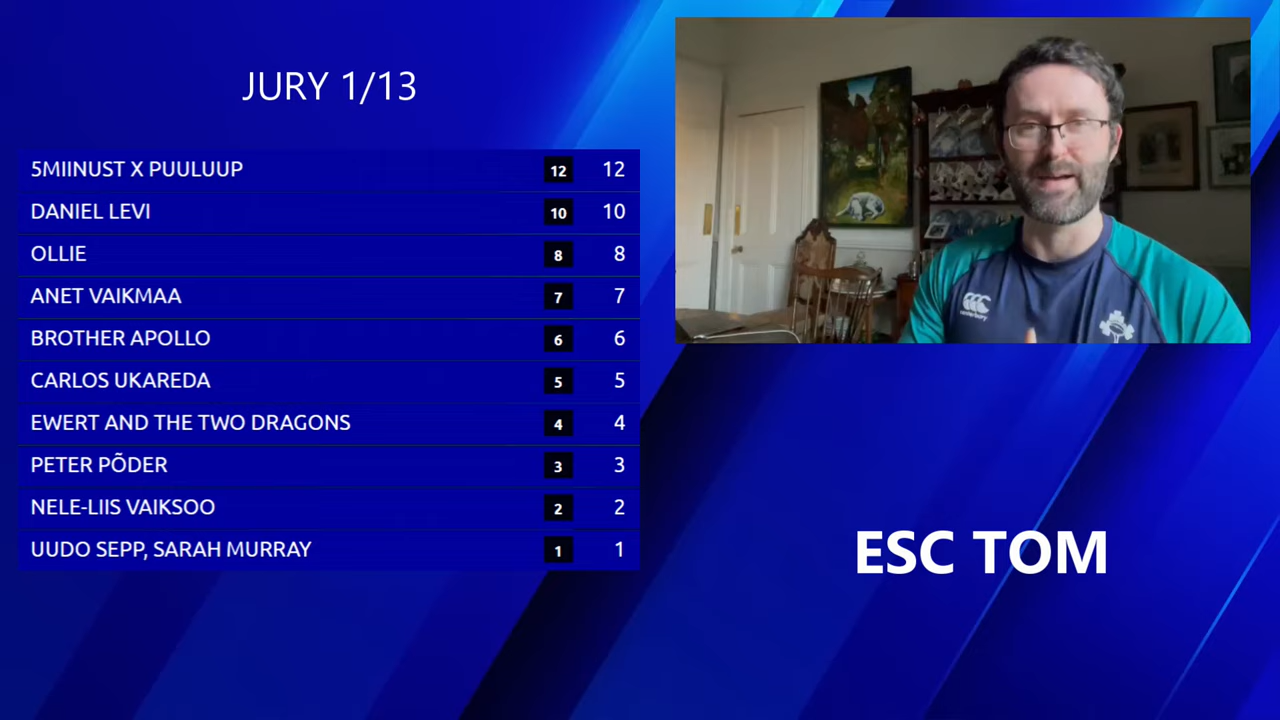 JURY 1/13
5MIINUST X PUULUUP 12 12
DANIEL LEVI 10 10
OLLIE 8 8
ANET VAIKMAA 7 7
BROTHER APOLLO 6 6
CARLOS UKAREDA 5 5
EWERT AND THE TWO DRAGONS 4 4
PETER PÕDER 3 3
NELE-LIIS VAIKSOO 2 2
UUDO SEPP, SARAH MURRAY 1 1
canterbury
ESC TOM